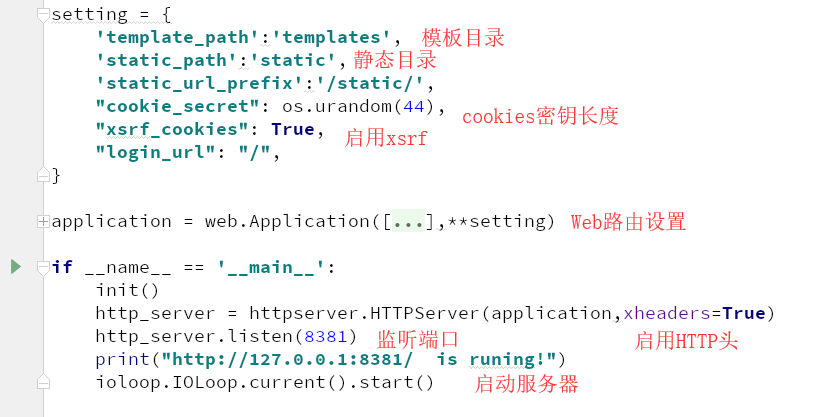 setting = {
'template_path':'templates', 模板目录
'static_path':'static', 静态目录
'static_url_prefix':'/static/',
"cookie_secret": os.urandom(44), cookies密钥长度
"xsrf_cookies": True, 启用xsrf
"login_url": "/",
}
application = web.Application([...],**setting) Web路由设置
if __name__ == '__main__':
init()
http_server = httpserver.HTTPServer(application,xheaders=True)
http_server.listen(8381) 监听端口 启用HTTP头
print("http://127.0.0.1:8381/  is runing!")
ioloop.IOLoop.current().start() 启动服务器